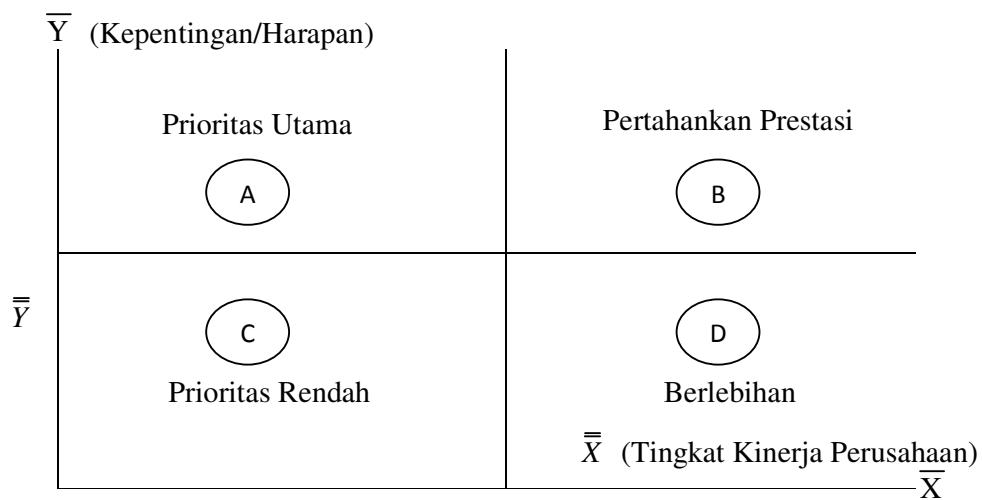 Y̅ (Kepentingan/Harapan)
Prioritas Utama
Pertahankan Prestasi
A
B
Y̿
C
D
Prioritas Rendah
Berlebihan
X̿ (Tingkat Kinerja Perusahaan)
X̅